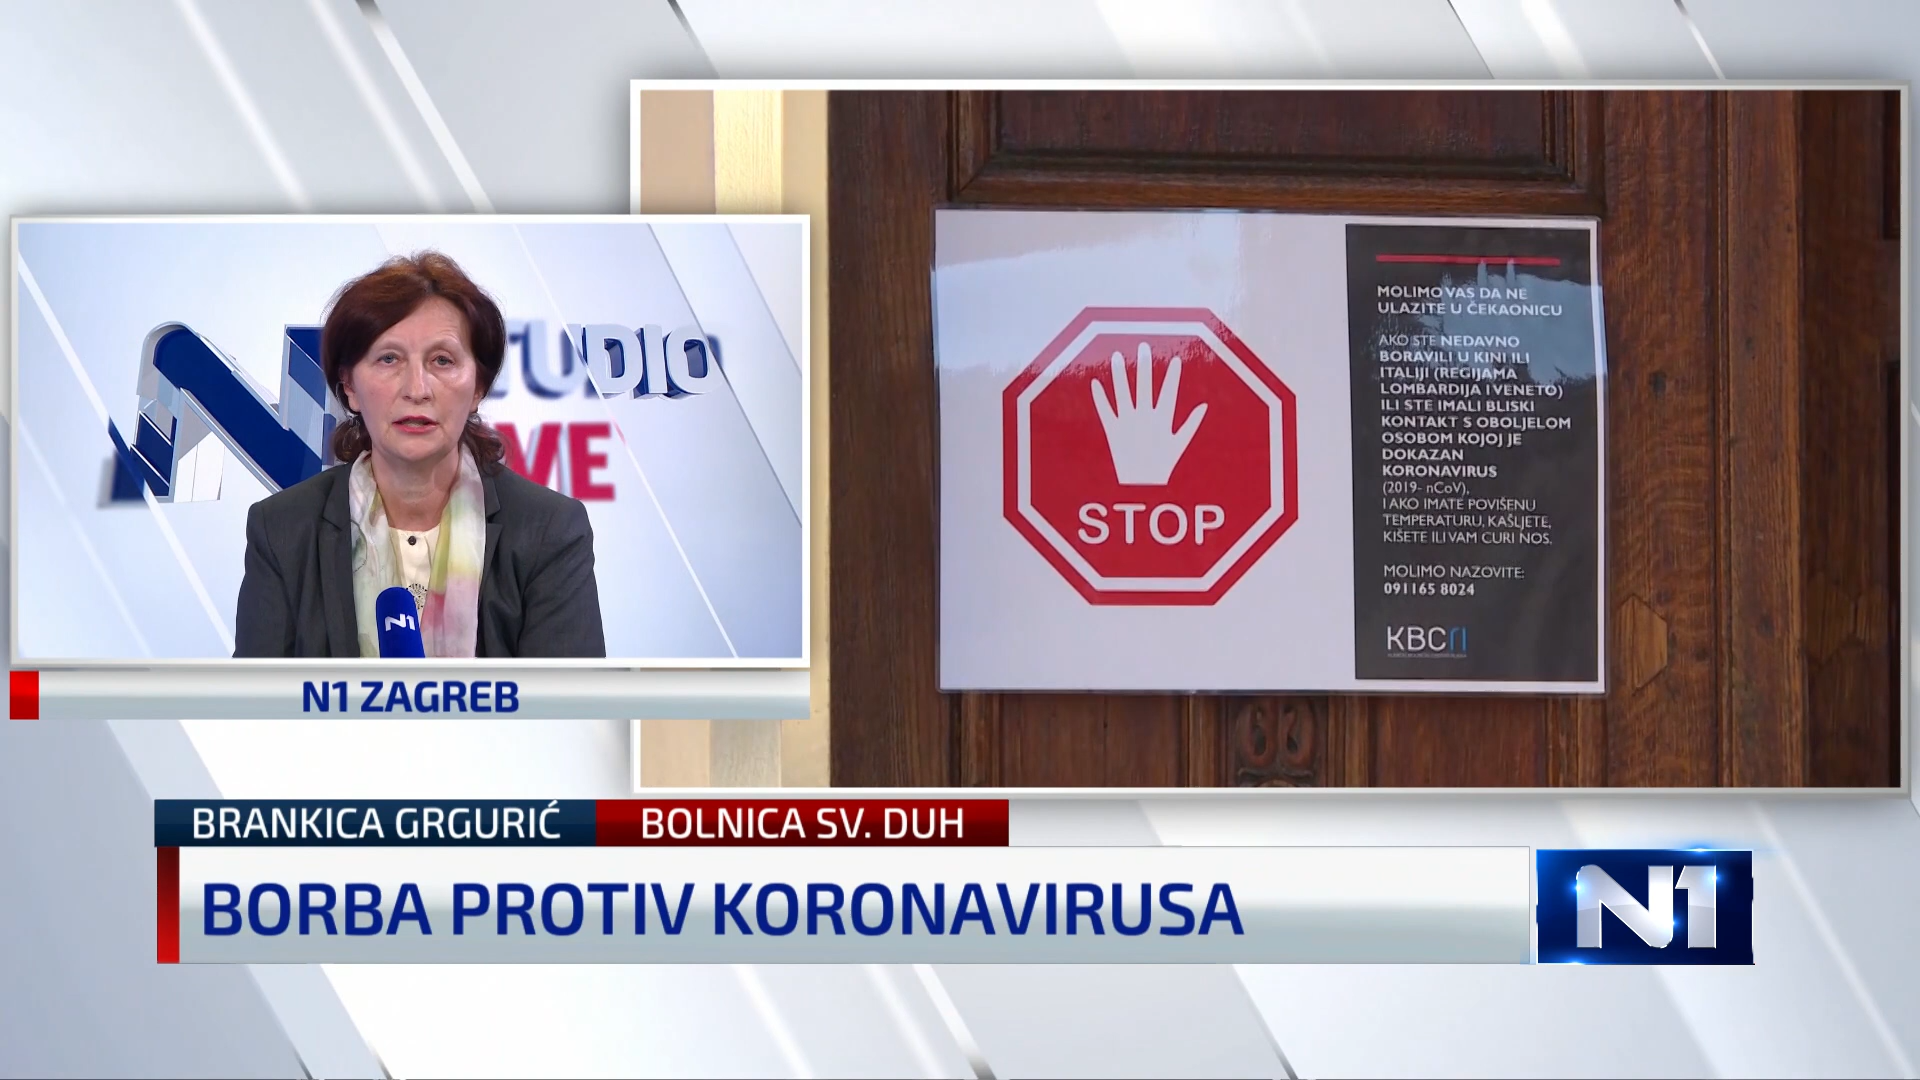 STUDIO
N1
N1 ZAGREB
STOP
MOLIMO VAS DA NE
ULAZITE U ČEKAONICU
AKO STE NEDAVNO
BORAVILI U KINI ILI
ITALIJI (REGIJAMA
LOMBARDIJA I VENETO)
ILI STE IMALI BLISKI
KONTAKT S OBOLJELOM
OSOBOM KOJOJ JE
DOKAZAN
KORONAVIRUS
(2019- nCoV),
I AKO IMATE POVIŠENU
TEMPERATURU, KAŠLJETE,
KIŠETE ILI VAM CURI NOS.
MOLIMO NAZOVITE:
091165 8024
KBC
BRANKICA GRGURIĆ
BOLNICA SV. DUH
BORBA PROTIV KORONAVIRUSA
N1